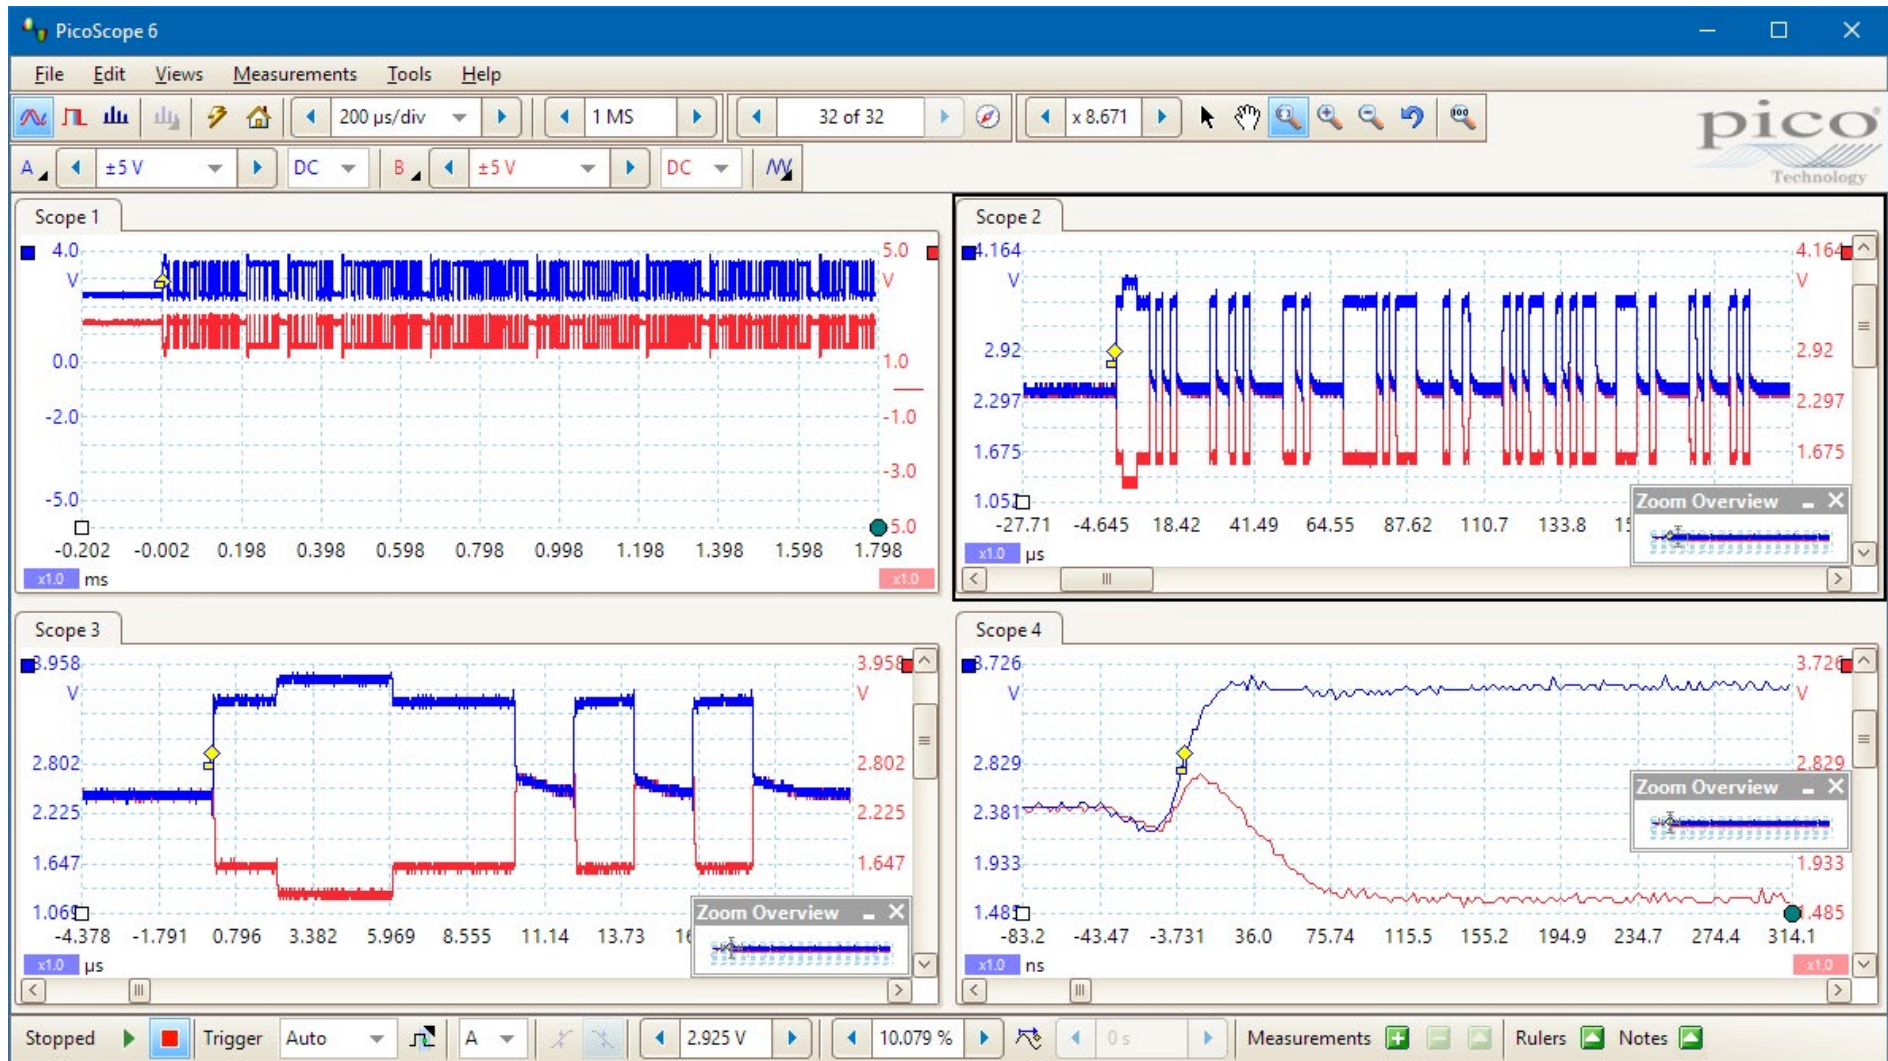 PicoScope 6
File Edit Views Measurements Tools Help
200 µs/div 1 MS 32 of 32 x 8.671
pico
Technology
A ±5 V DC B ±5 V DC
Scope 1
4.0 5.0
V V
0.0 1.0
-2.0 -1.0
-3.0
-5.0
5.0
-0.202 -0.002 0.198 0.398 0.598 0.798 0.998 1.198 1.398 1.598 1.798
x1.0 ms x1.0
Scope 2
4.164 4.164
V V
2.92 2.92
2.297 2.297
1.675 1.675
1.052
Zoom Overview
-27.71 -4.645 18.42 41.49 64.55 87.62 110.7 133.8
x1.0 µs
Scope 3
3.958 3.958
V V
2.802 2.802
2.225 2.225
1.647 1.647
1.069
Zoom Overview
-4.378 -1.791 0.796 3.382 5.969 8.555 11.14 13.73
x1.0 µs
Scope 4
3.726 3.726
V V
2.829 2.829
Zoom Overview
2.381
1.933 1.933
1.485 1.485
-83.2 -43.47 -3.731 36.0 75.74 115.5 155.2 194.9 234.7 274.4 314.1
x1.0 ns x1.0
Stopped Trigger Auto A 2.925 V 10.079 % 0 s Measurements Rulers Notes